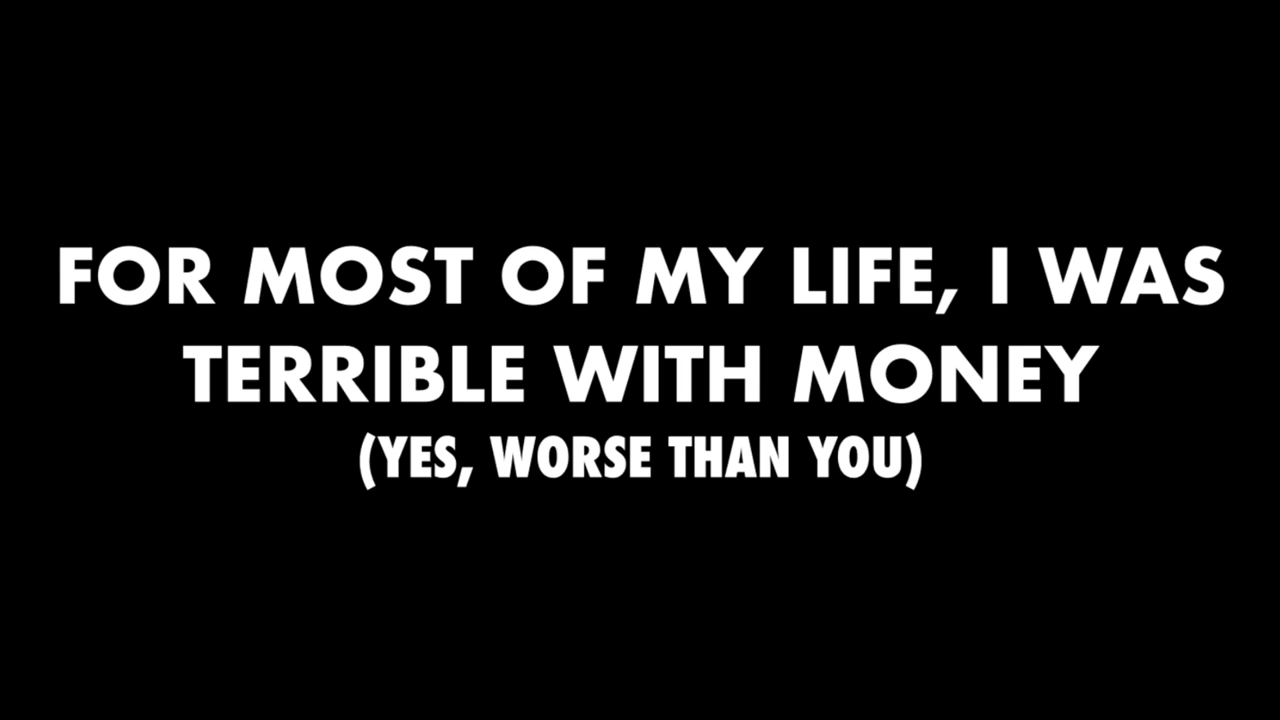 FOR MOST OF MY LIFE, I WAS
TERRIBLE WITH MONEY
(YES, WORSE THAN YOU)